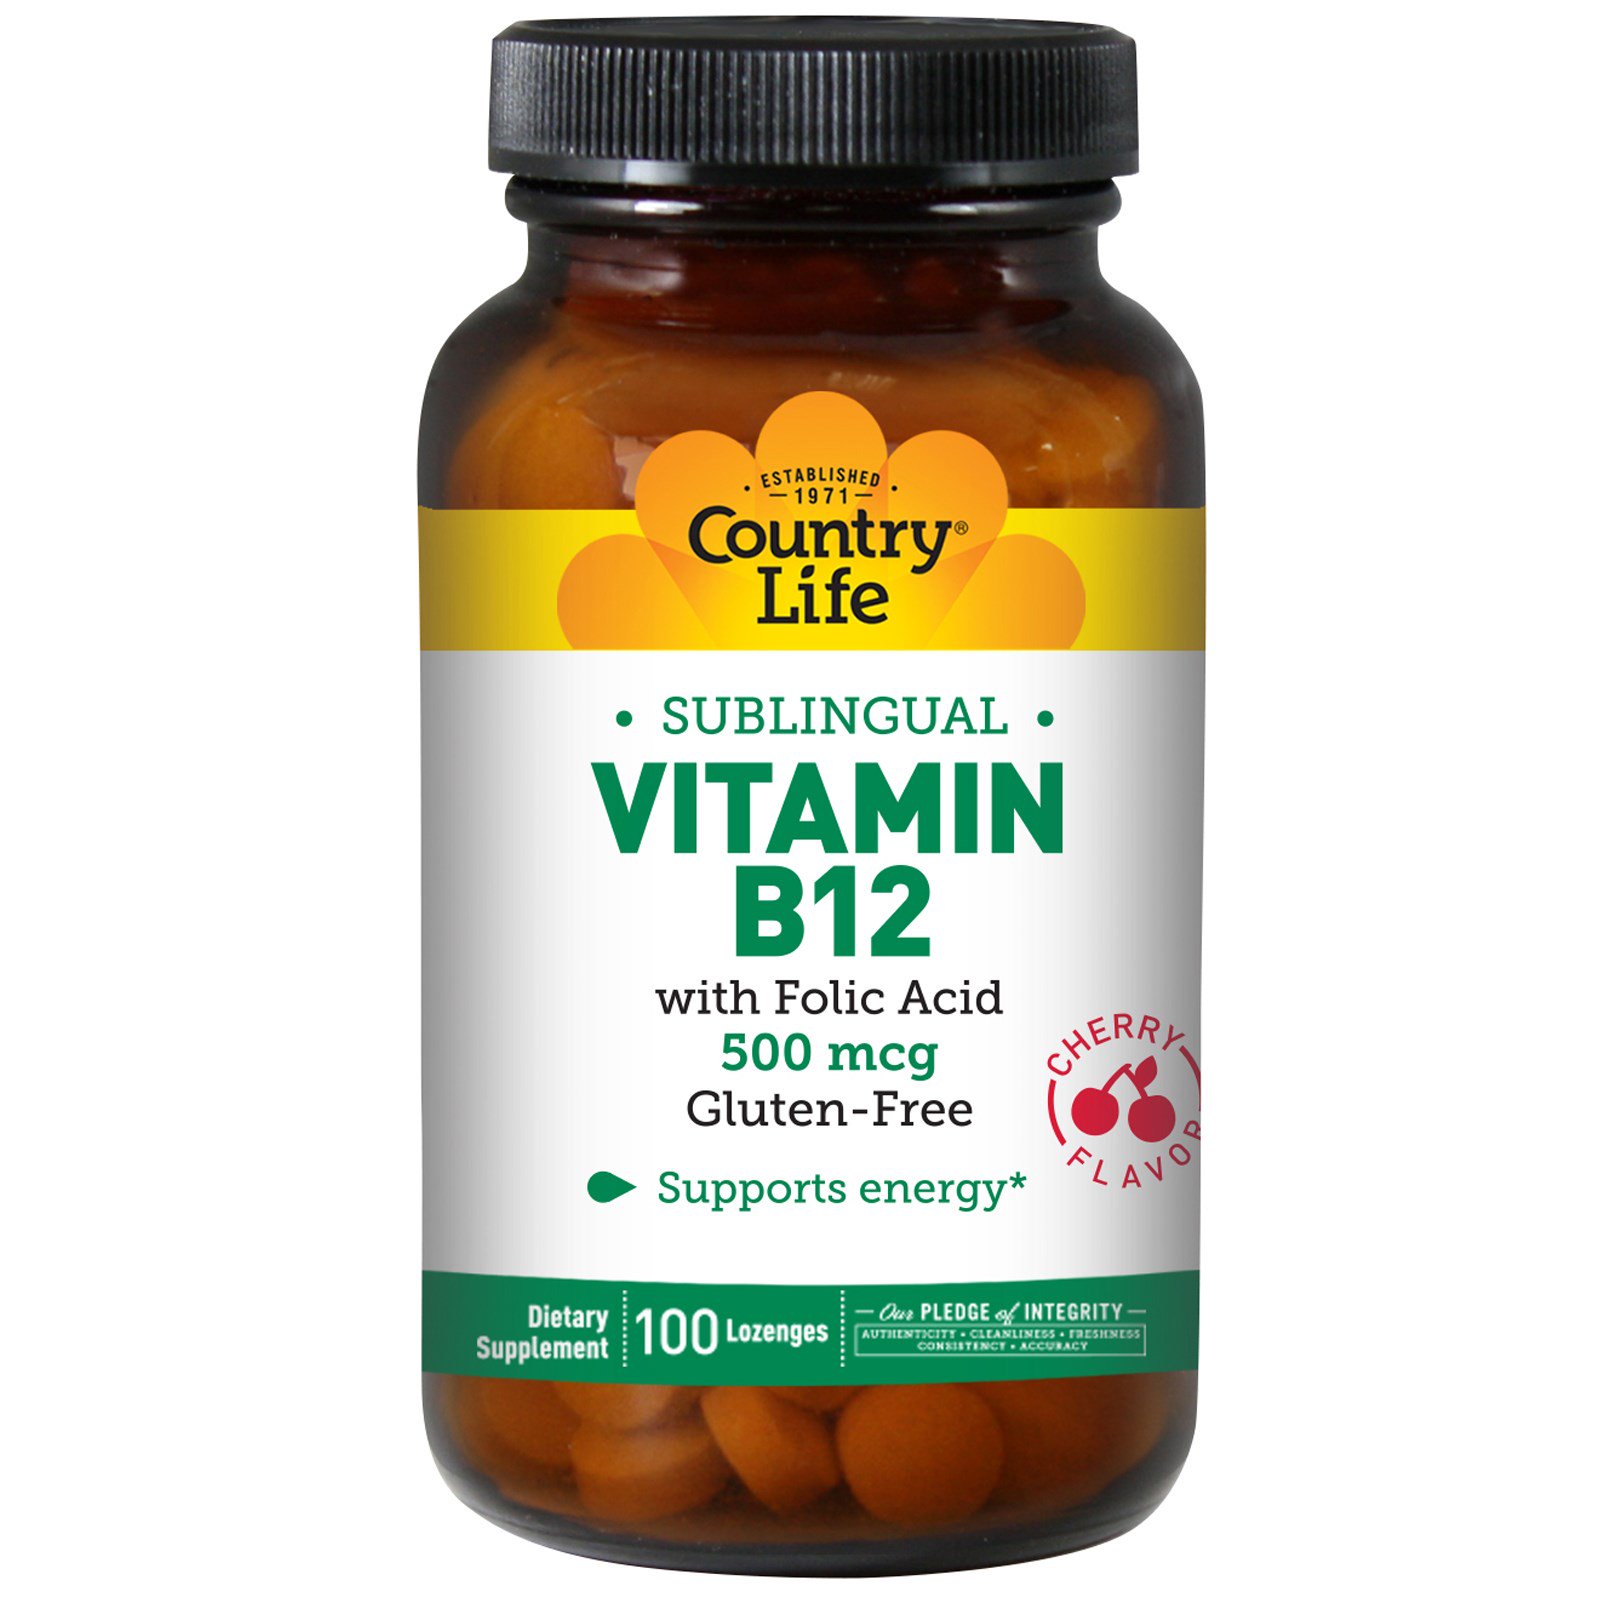 • ESTABLISHED •
— 1971 —
Country®
Life
• SUBLINGUAL •
VITAMIN
B12
with Folic Acid
500 mcg
Gluten-Free
CHERRY
FLAVOR
Supports energy*
Dietary
Supplement
100 Lozenges
— Our PLEDGE of INTEGRITY —
AUTHENTICITY • CLEANLINESS • FRESHNESS
CONSISTENCY • ACCURACY